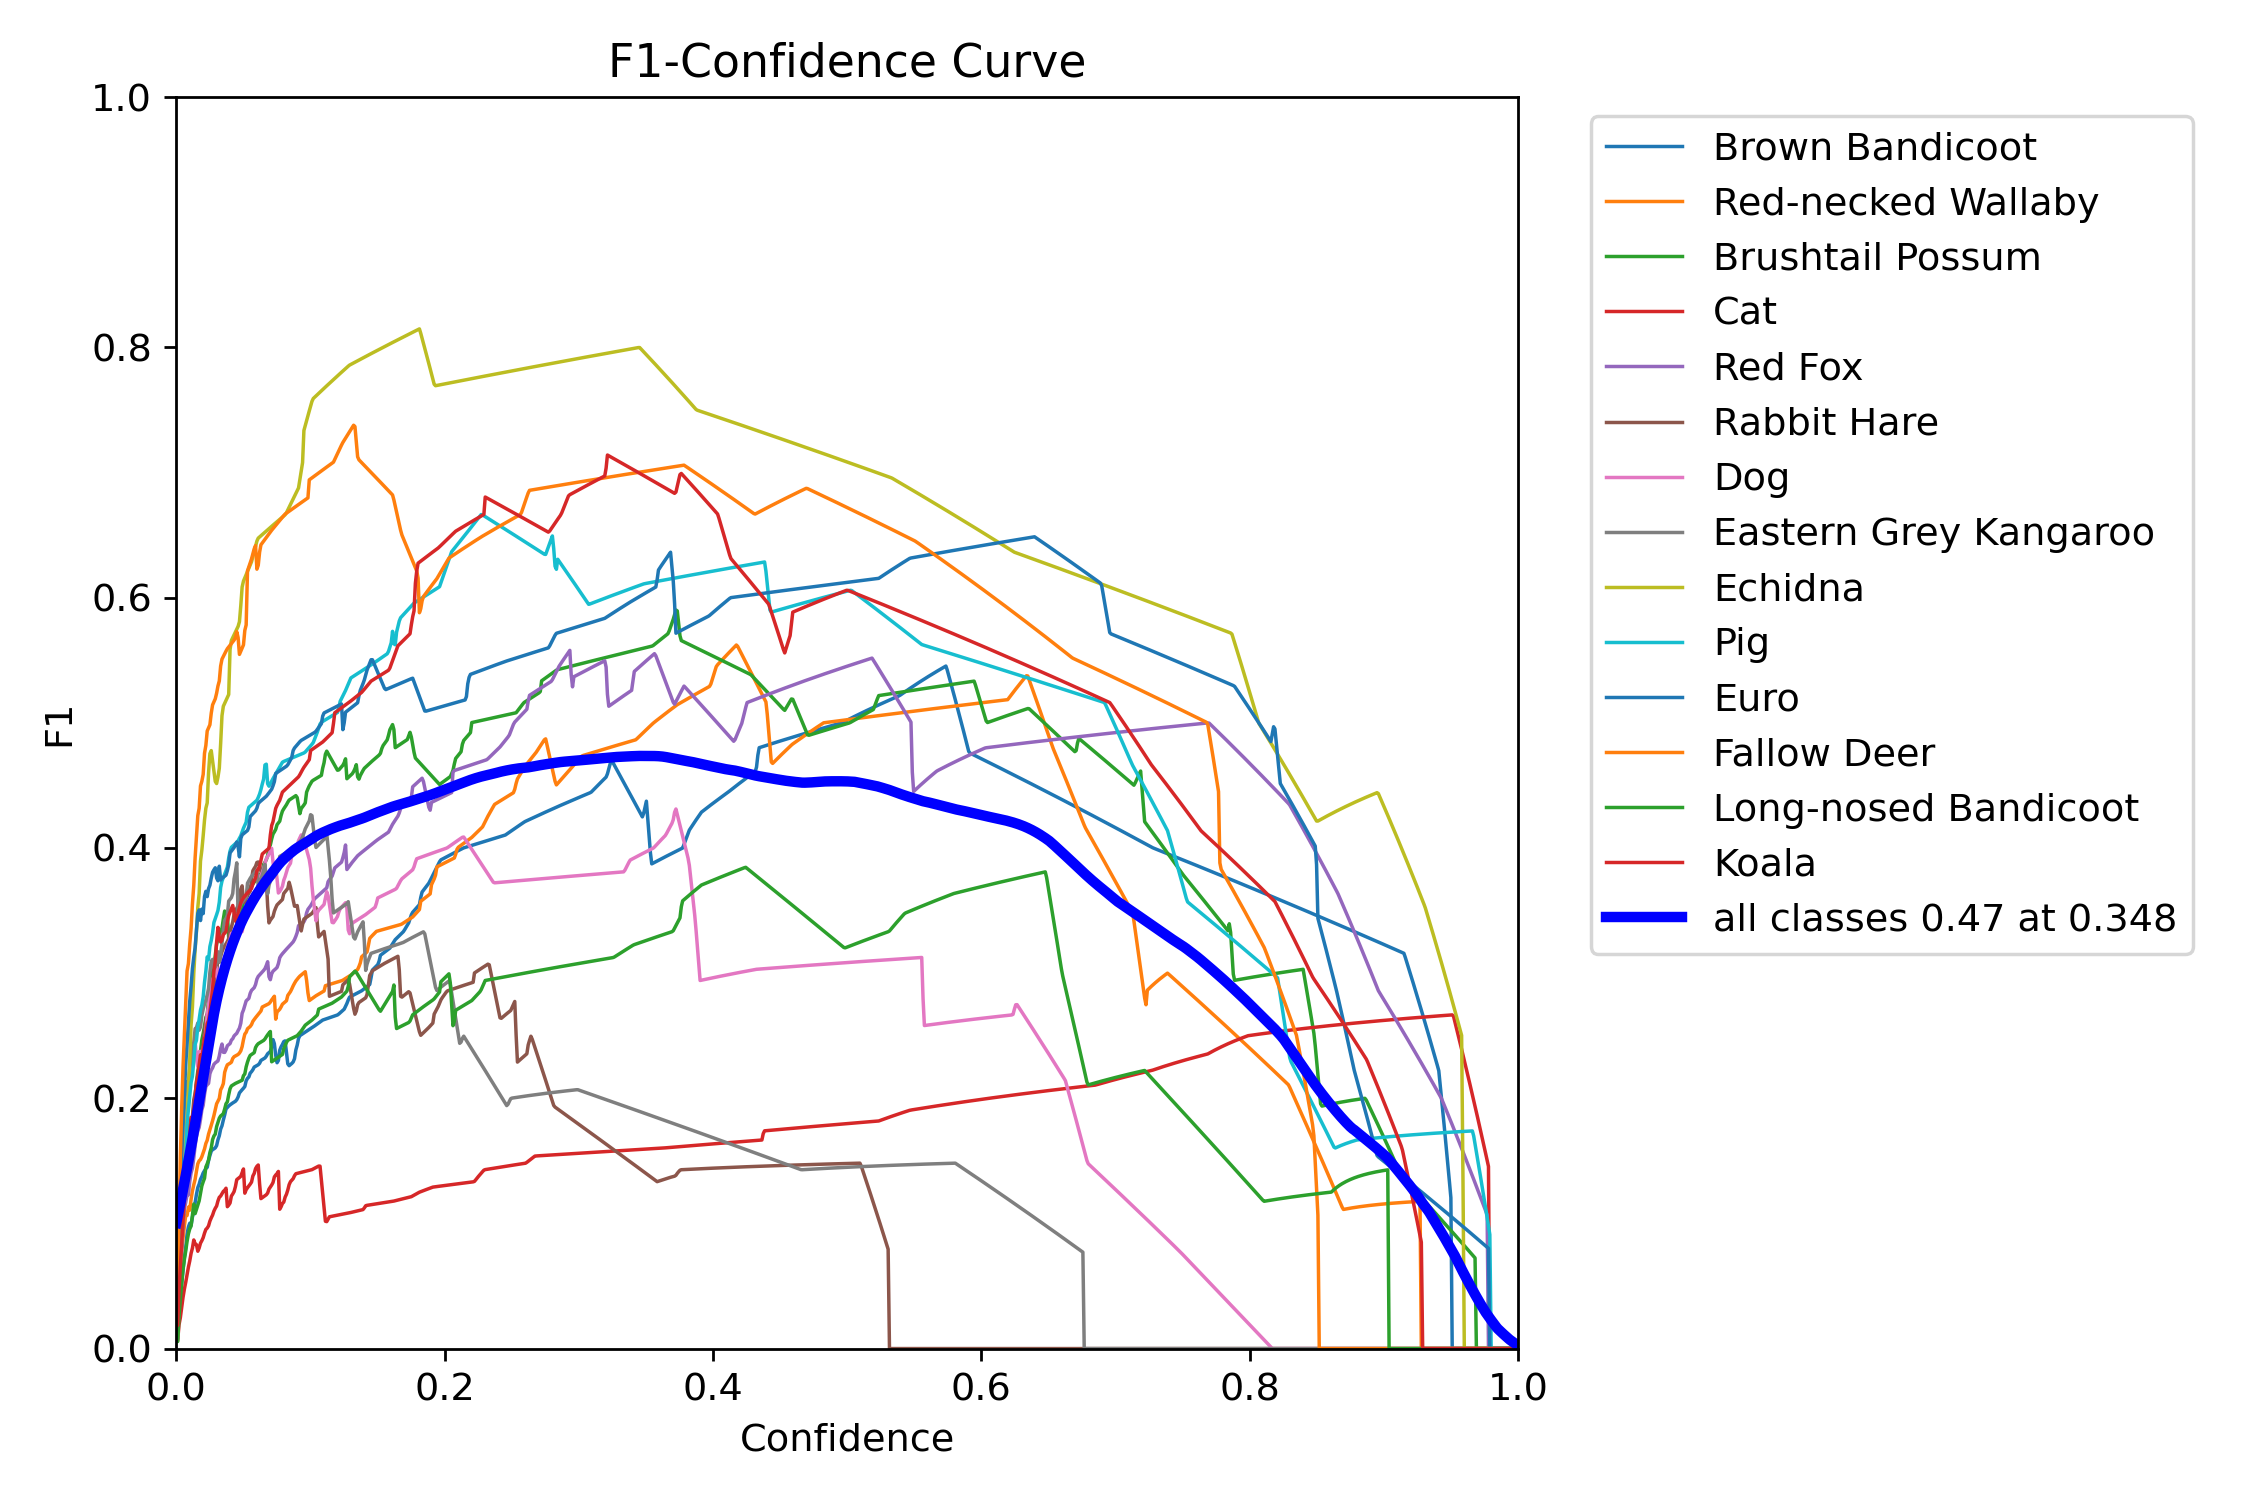 F1-Confidence Curve
1.0
0.8
0.6
0.4
0.2
0.0
F1
0.0 0.2 0.4 0.6 0.8 1.0
Confidence
Brown Bandicoot
Red-necked Wallaby
Brushtail Possum
Cat
Red Fox
Rabbit Hare
Dog
Eastern Grey Kangaroo
Echidna
Pig
Euro
Fallow Deer
Long-nosed Bandicoot
Koala
all classes 0.47 at 0.348